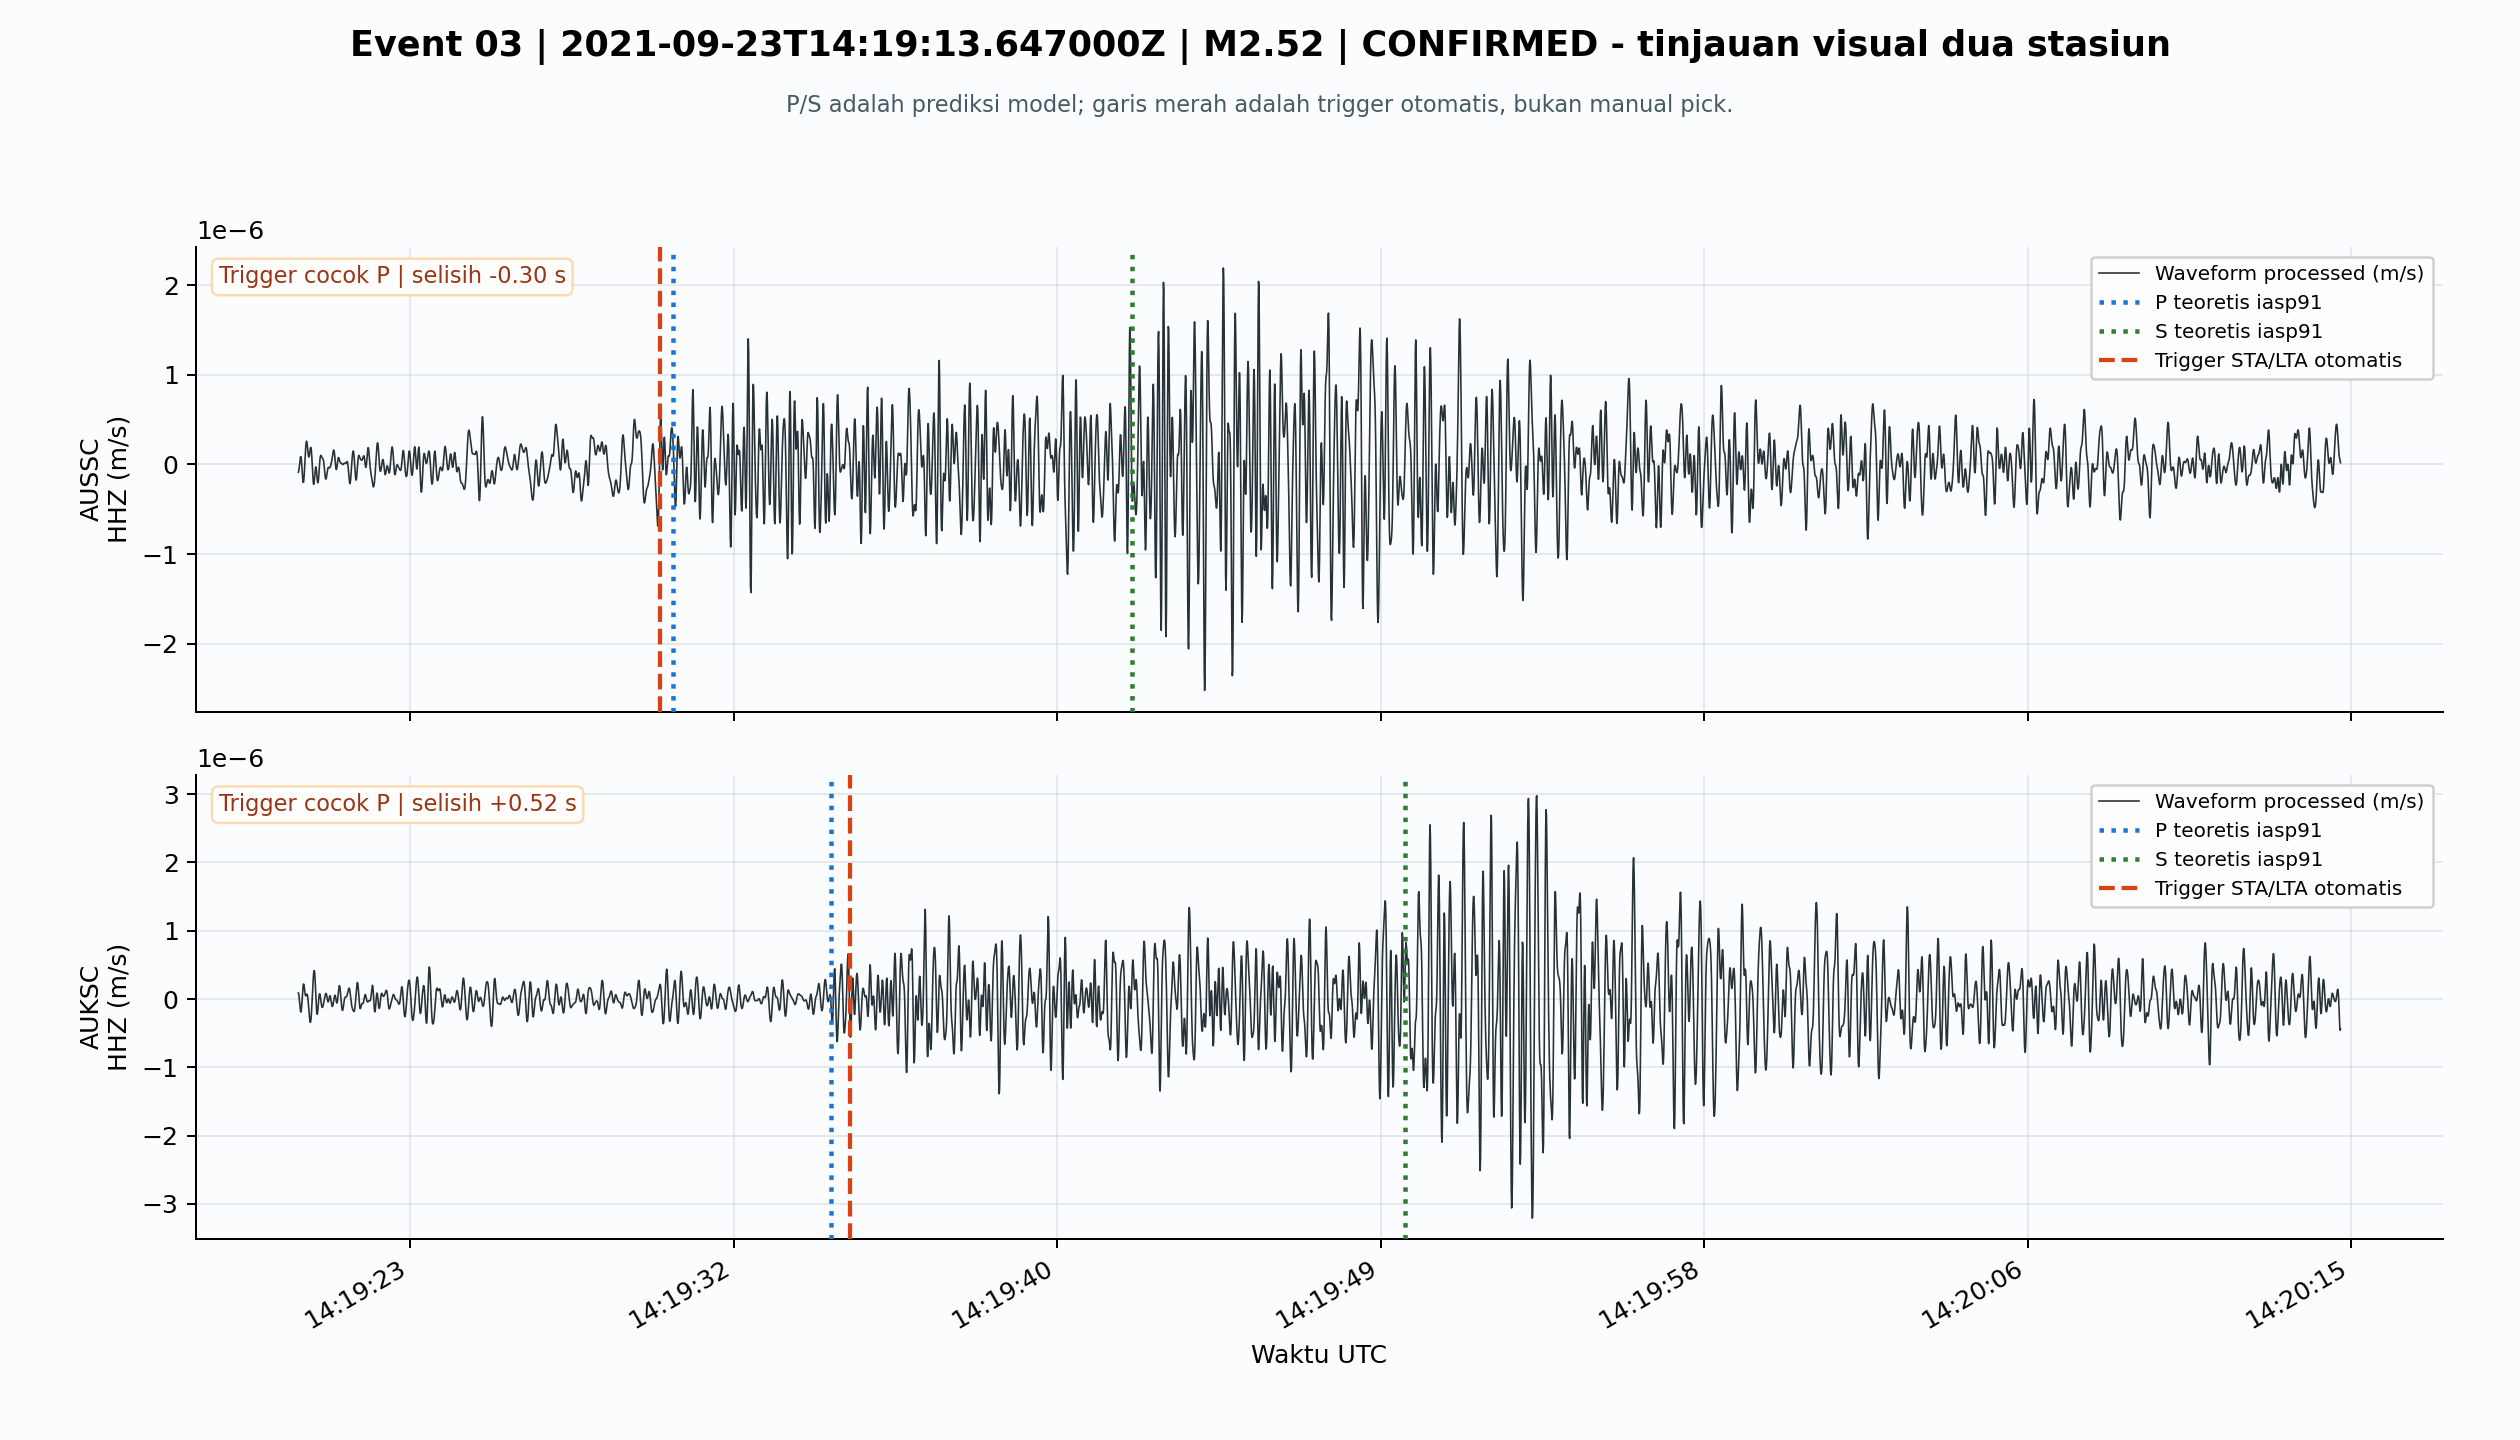 Event 03 | 2021-09-23T14:19:13.647000Z | M2.52 | CONFIRMED - tinjauan visual dua stasiun
P/S adalah prediksi model; garis merah adalah trigger otomatis, bukan manual pick.
1e−6
Trigger cocok P | selisih -0.30 s
Waveform processed (m/s)
P teoretis iasp91
S teoretis iasp91
Trigger STA/LTA otomatis
2
1
0
−1
−2
AUSSC
HHZ (m/s)
1e−6
Trigger cocok P | selisih +0.52 s
Waveform processed (m/s)
P teoretis iasp91
S teoretis iasp91
Trigger STA/LTA otomatis
3
2
1
0
−1
−2
−3
AUKSC
HHZ (m/s)
14:19:23
14:19:32
14:19:40
14:19:49
14:19:58
14:20:06
14:20:15
Waktu UTC